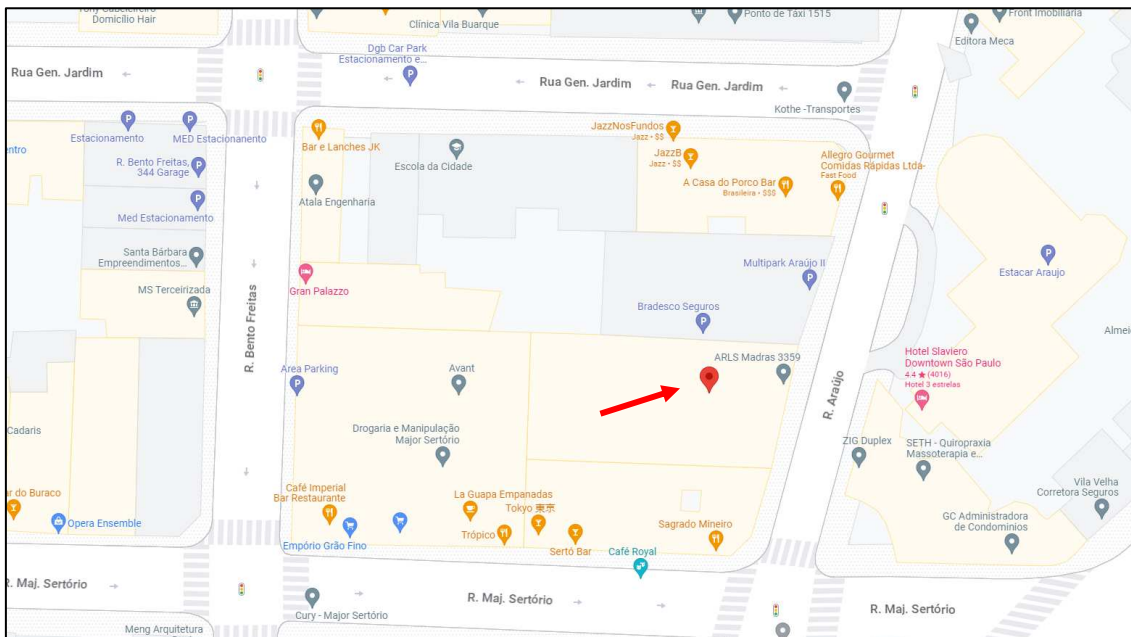 Tony Cabeleireiro
Domicílio Hair
Clínica Vila Buarque
Ponto de Táxi 1515
Front Imobiliária
Editora Meca
Dgb Car Park
Estacionamento e...
Rua Gen. Jardim
Rua Gen. Jardim
Rua Gen. Jardim
Kothe -Transportes
Estacionamento
MED Estacionanento
Bar e Lanches JK
JazzNosFundos
Jazz • $$
JazzB
Jazz • $$
Escola da Cidade
R. Bento Freitas,
344 Garage
A Casa do Porco Bar
Brasileira • $$$
Allegro Gourmet
Comidas Rápidas Ltda-
Fast Food
entro
Atala Engenharia
Med Estacionamento
Santa Bárbara
Empreendimentos...
MS Terceirizada
Gran Palazzo
R. Bento Freitas
Multipark Araújo II
Estacar Araujo
Bradesco Seguros
Almei
ARLS Madras 3359
Hotel Slaviero
Downtown São Paulo
4.4 ★ (4016)
Hotel 3 estrelas
Area Parking
Avant
R. Araújo
Cadaris
Drogaria e Manipulação
Major Sertório
ZIG Duplex
SETH - Quiropraxia
Massoterapia e...
Vila Velha
Corretora Seguros
ar do Buraco
Opera Ensemble
Café Imperial
Bar Restaurante
Empório Grão Fino
La Guapa Empanadas
Tokyo 東京
Trópico
Sertó Bar
Sagrado Mineiro
Café Royal
GC Administradora
de Condominios
R. Maj. Sertório
R. Maj. Sertório
R. Maj. Sertório
Cury - Major Sertório
Meng Arquitetura